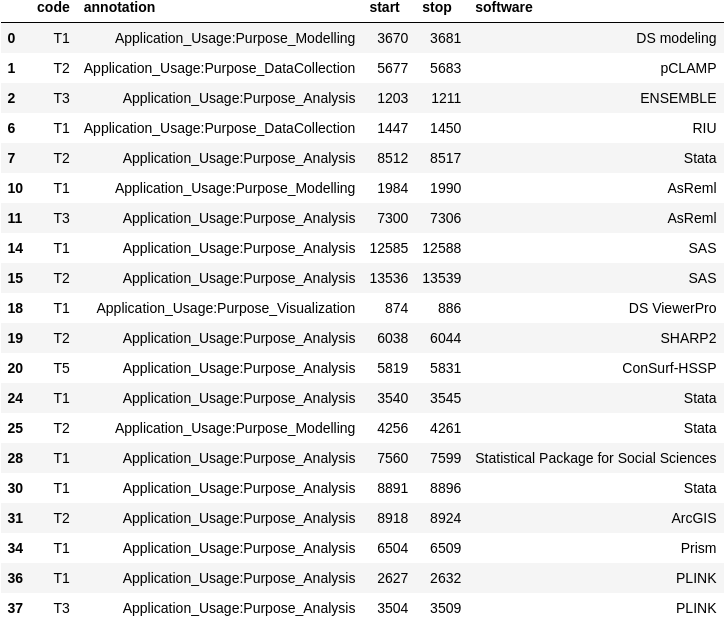 code annotation start stop software
0 T1 Application_Usage:Purpose_Modelling 3670 3681 DS modeling
1 T2 Application_Usage:Purpose_DataCollection 5677 5683 pCLAMP
2 T3 Application_Usage:Purpose_Analysis 1203 1211 ENSEMBLE
6 T1 Application_Usage:Purpose_DataCollection 1447 1450 RIU
7 T2 Application_Usage:Purpose_Analysis 8512 8517 Stata
10 T1 Application_Usage:Purpose_Modelling 1984 1990 AsReml
11 T3 Application_Usage:Purpose_Analysis 7300 7306 AsReml
14 T1 Application_Usage:Purpose_Analysis 12585 12588 SAS
15 T2 Application_Usage:Purpose_Analysis 13536 13539 SAS
18 T1 Application_Usage:Purpose_Visualization 874 886 DS ViewerPro
19 T2 Application_Usage:Purpose_Analysis 6038 6044 SHARP2
20 T5 Application_Usage:Purpose_Analysis 5819 5831 ConSurf-HSSP
24 T1 Application_Usage:Purpose_Analysis 3540 3545 Stata
25 T2 Application_Usage:Purpose_Modelling 4256 4261 Stata
28 T1 Application_Usage:Purpose_Analysis 7560 7599 Statistical Package for Social Sciences
30 T1 Application_Usage:Purpose_Analysis 8891 8896 Stata
31 T2 Application_Usage:Purpose_Analysis 8918 8924 ArcGIS
34 T1 Application_Usage:Purpose_Analysis 6504 6509 Prism
36 T1 Application_Usage:Purpose_Analysis 2627 2632 PLINK
37 T3 Application_Usage:Purpose_Analysis 3504 3509 PLINK